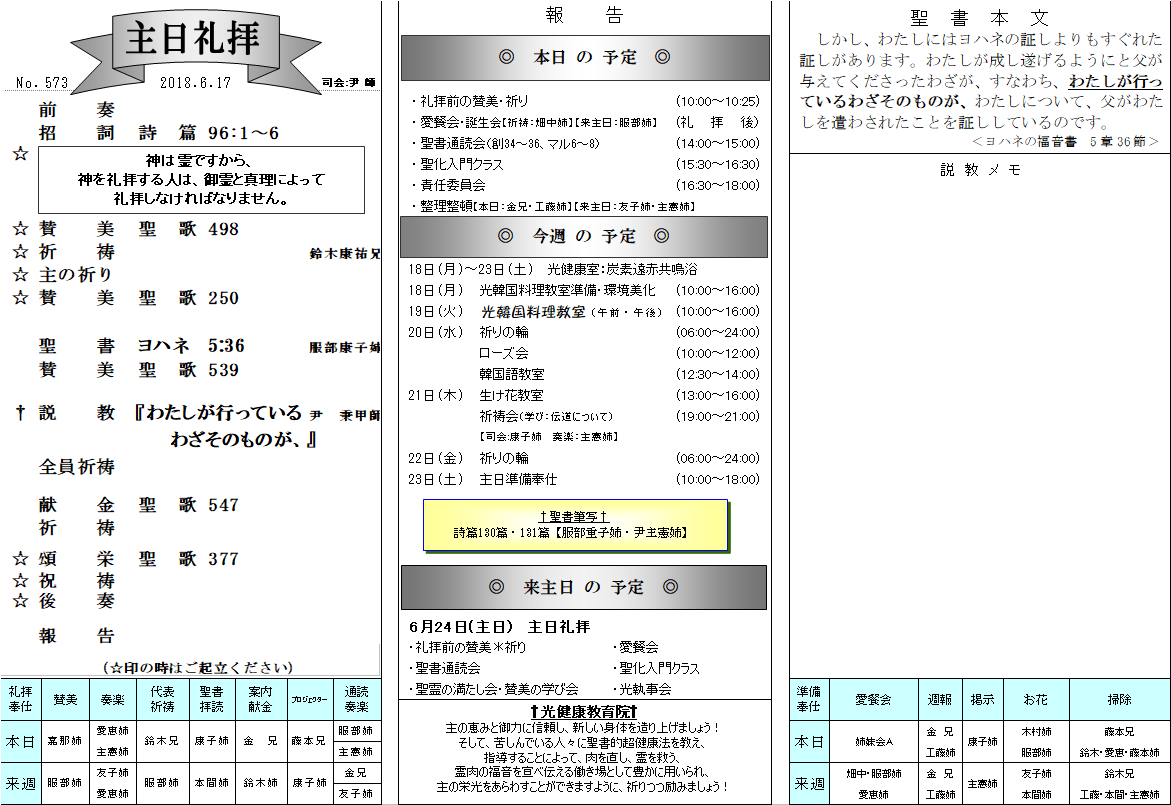 主日礼拝
No. 573　2018.6.17　司会:尹 師
前　奏
招　詞　詩　篇　96:1～6
☆
神は霊ですから、
神を礼拝する人は、御霊と真理によって
礼拝しなければなりません。
☆ 賛　美　聖　歌　498
☆ 祈　祷　鈴木康祐兄
☆ 主の祈り
☆ 賛　美　聖　歌　250
聖　書　ヨハネ　5:36　服部康子姉
賛　美　聖　歌　539
† 説　教　『わたしが行っている　尹　秉甲師
わざそのものが、』
全員祈祷
献　金　聖　歌　547
祈　祷
☆ 頌　栄　聖　歌　377
☆ 祝　祷
☆ 後　奏
報　告
(☆印の時はご起立ください)
礼拝奉仕　賛美　奏楽　代表祈祷　聖書拝読　案内献金　プロジェクター　通読奏楽
本日　嘉那姉　愛恵姉 主憲姉　鈴木兄　康子姉　金　兄　藤本兄　服部姉 主憲姉
来週　服部姉　友子姉 愛恵姉　服部姉　本間姉　鈴木姉　康子姉　金兄 友子姉
報　告
◎ 本日 の 予定 ◎
・礼拝前の賛美・祈り　(10:00～10:25)
・愛餐会・誕生会【祈祷:畑中姉】【来主日:服部姉】　(礼 拝 後)
・聖書通読会(創34～36、マル6～8)　(14:00～15:00)
・聖化入門クラス　(15:30～16:30)
・責任委員会　(16:30～18:00)
・整理整頓【本日:金兄・工藤姉】【来主日:友子姉・主憲姉】
◎ 今週 の 予定 ◎
18日(月)～23日(土)　光健康室:炭素遠赤共鳴浴
18日(月)　光韓国料理教室準備・環境美化　(10:00～16:00)
19日(火)　光韓国料理教室(午前・午後)　(10:00～16:00)
20日(水)　祈りの輪　(06:00～24:00)
ローズ会　(10:00～12:00)
韓国語教室　(12:30～14:00)
21日(木)　生け花教室　(13:00～16:00)
祈祷会(学び:伝道について)　(19:00～21:00)
【司会:康子姉　奏楽:主憲姉】
22日(金)　祈りの輪　(06:00～24:00)
23日(土)　主日準備奉仕　(10:00～18:00)
†聖書筆写†
詩篇130篇・131篇【服部重子姉・尹主憲姉】
◎ 来主日 の 予定 ◎
6月24日(主日)　主日礼拝
・礼拝前の賛美＊祈り　・愛餐会
・聖書通読会　・聖化入門クラス
・聖霊の満たし会・賛美の学び会　・光執事会
†光健康教育院†
主の恵みと御力に信頼し、新しい身体を造り上げましょう!
そして、苦しんでいる人々に聖書的超健康法を教え、
指導することによって、肉を直し、霊を救う、
霊肉の福音を宣べ伝える働き場として豊かに用いられ、
主の栄光をあらわすことができますように、祈りつつ励みましょう!
聖 書 本 文
しかし、わたしにはヨハネの証しよりもすぐれた
証しがあります。わたしが成し遂げるようにと父が
与えてくださったわざが、すなわち、わたしが行っ
ているわざそのものが、わたしについて、父がわた
しを遣わされたことを証ししているのです。
＜ヨハネの福音書　5章36節＞
説 教 メ モ
準備奉仕　愛餐会　週報　掲示　お花　掃除
本日　姉妹会A　金 兄 工藤姉　康子姉　木村姉 服部姉　藤本兄 鈴木・愛恵・藤本姉
来週　畑中・服部姉 愛恵姉　金 兄 工藤姉　主憲姉　友子姉 本間姉　鈴木兄 工藤・本間・主憲姉